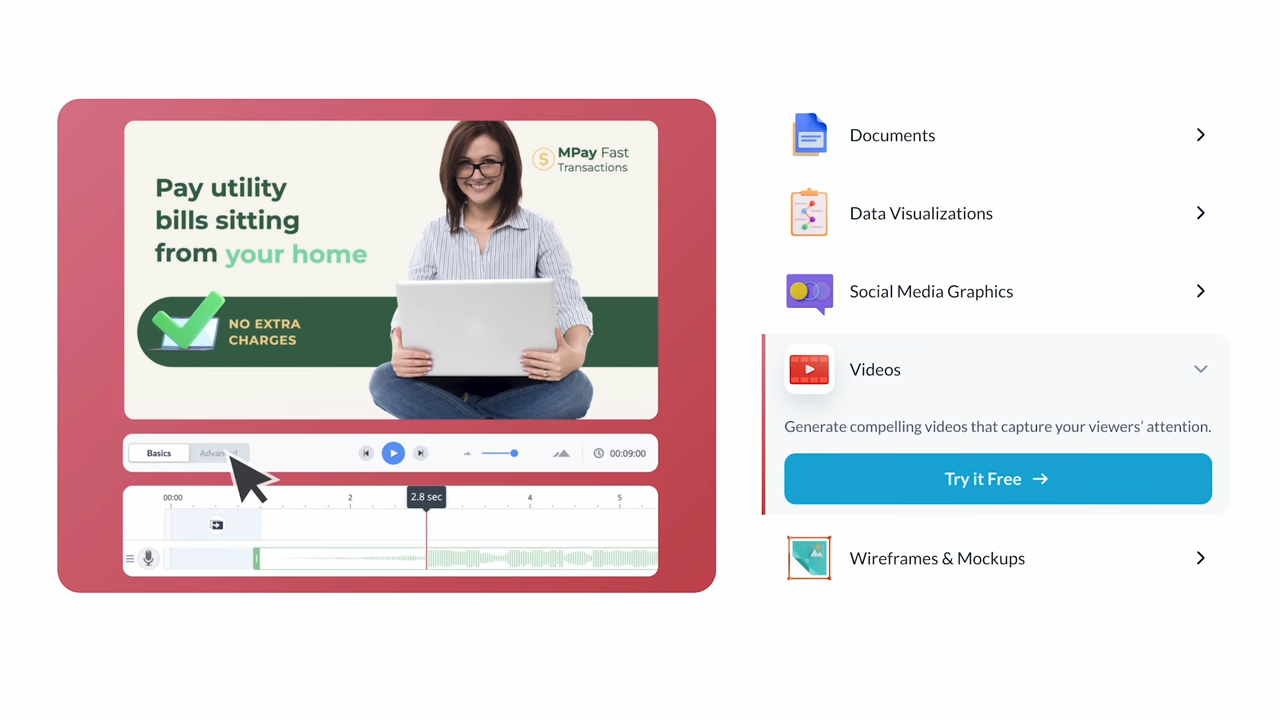 Pay utility
bills sitting
from your home
MPay Fast
Transactions
NO EXTRA
CHARGES
Basics
00:09:00
00:00
2
2.8 sec
4
5
Documents
Data Visualizations
Social Media Graphics
Videos
Generate compelling videos that capture your viewers’ attention.
Try it Free
Wireframes & Mockups